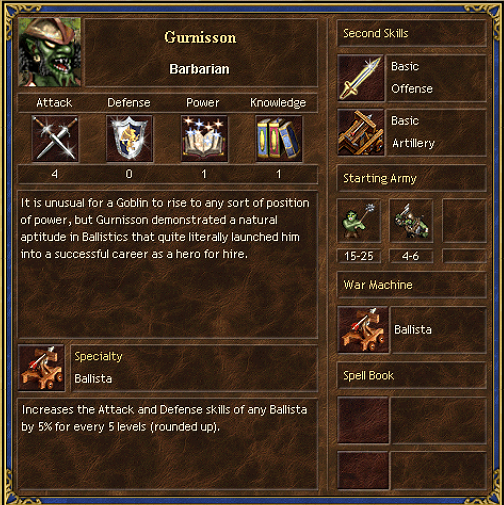 Gurnisson
Barbarian
Attack Defense Power Knowledge
4 0 1 1
It is unusual for a Goblin to rise to any sort of position
of power, but Gurnisson demonstrated a natural
aptitude in Ballistics that quite literally launched him
into a successful career as a hero for hire.
Specialty
Ballista
Increases the Attack and Defense skills of any Ballista
by 5% for every 5 levels (rounded up).
Second Skills
Basic
Offense
Basic
Artillery
Starting Army
15-25 4-6
War Machine
Ballista
Spell Book